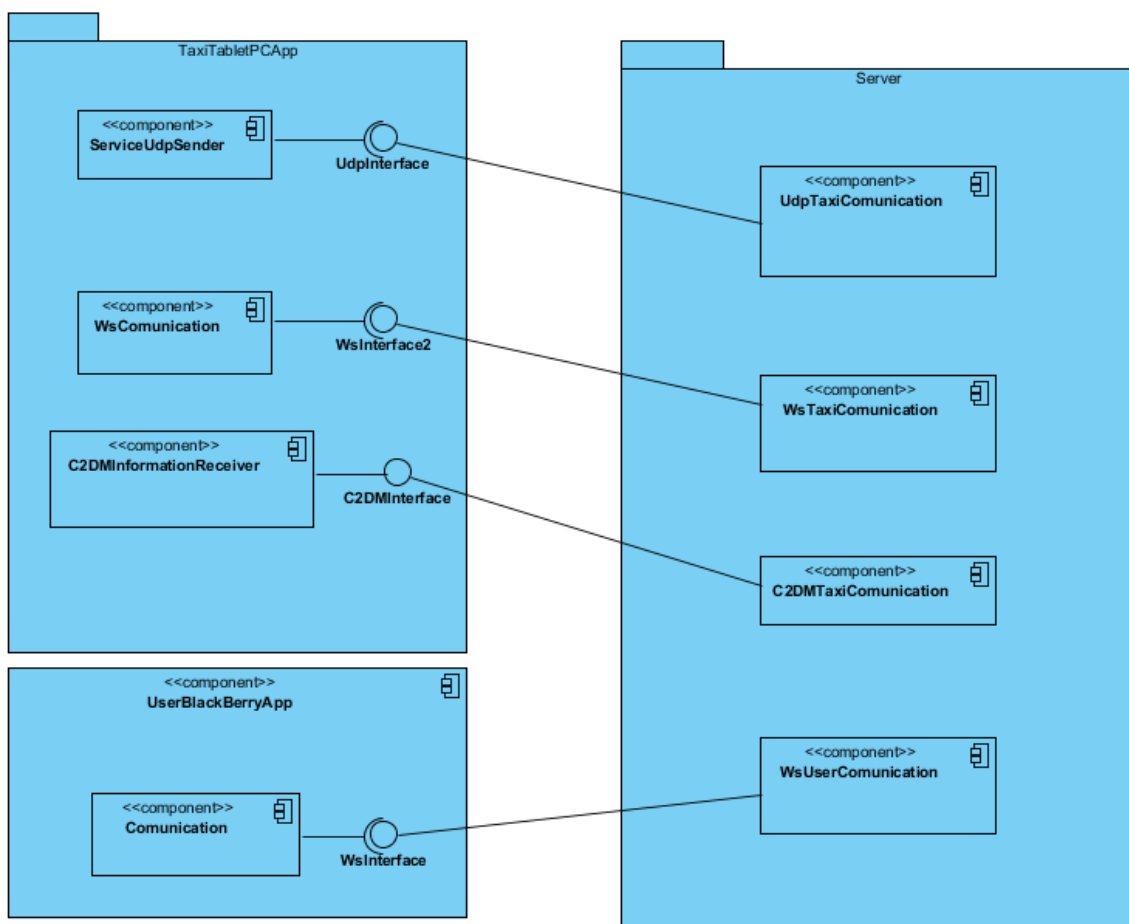 TaxiTabletPCApp
<<component>>
ServiceUdpSender
UdpInterface
<<component>>
WsComunication
WsInterface2
<<component>>
C2DMInformationReceiver
C2DMInterface
<<component>>
UserBlackBerryApp
<<component>>
Comunication
WsInterface
Server
<<component>>
UdpTaxiComunication
<<component>>
WsTaxiComunication
<<component>>
C2DMTaxiComunication
<<component>>
WsUserComunication